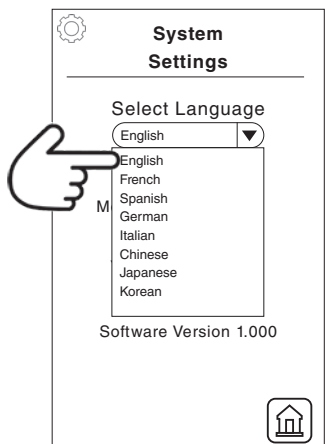 System
Settings
Select Language
English
English
French
Spanish
German
Italian
Chinese
Japanese
Korean
Software Version 1.000